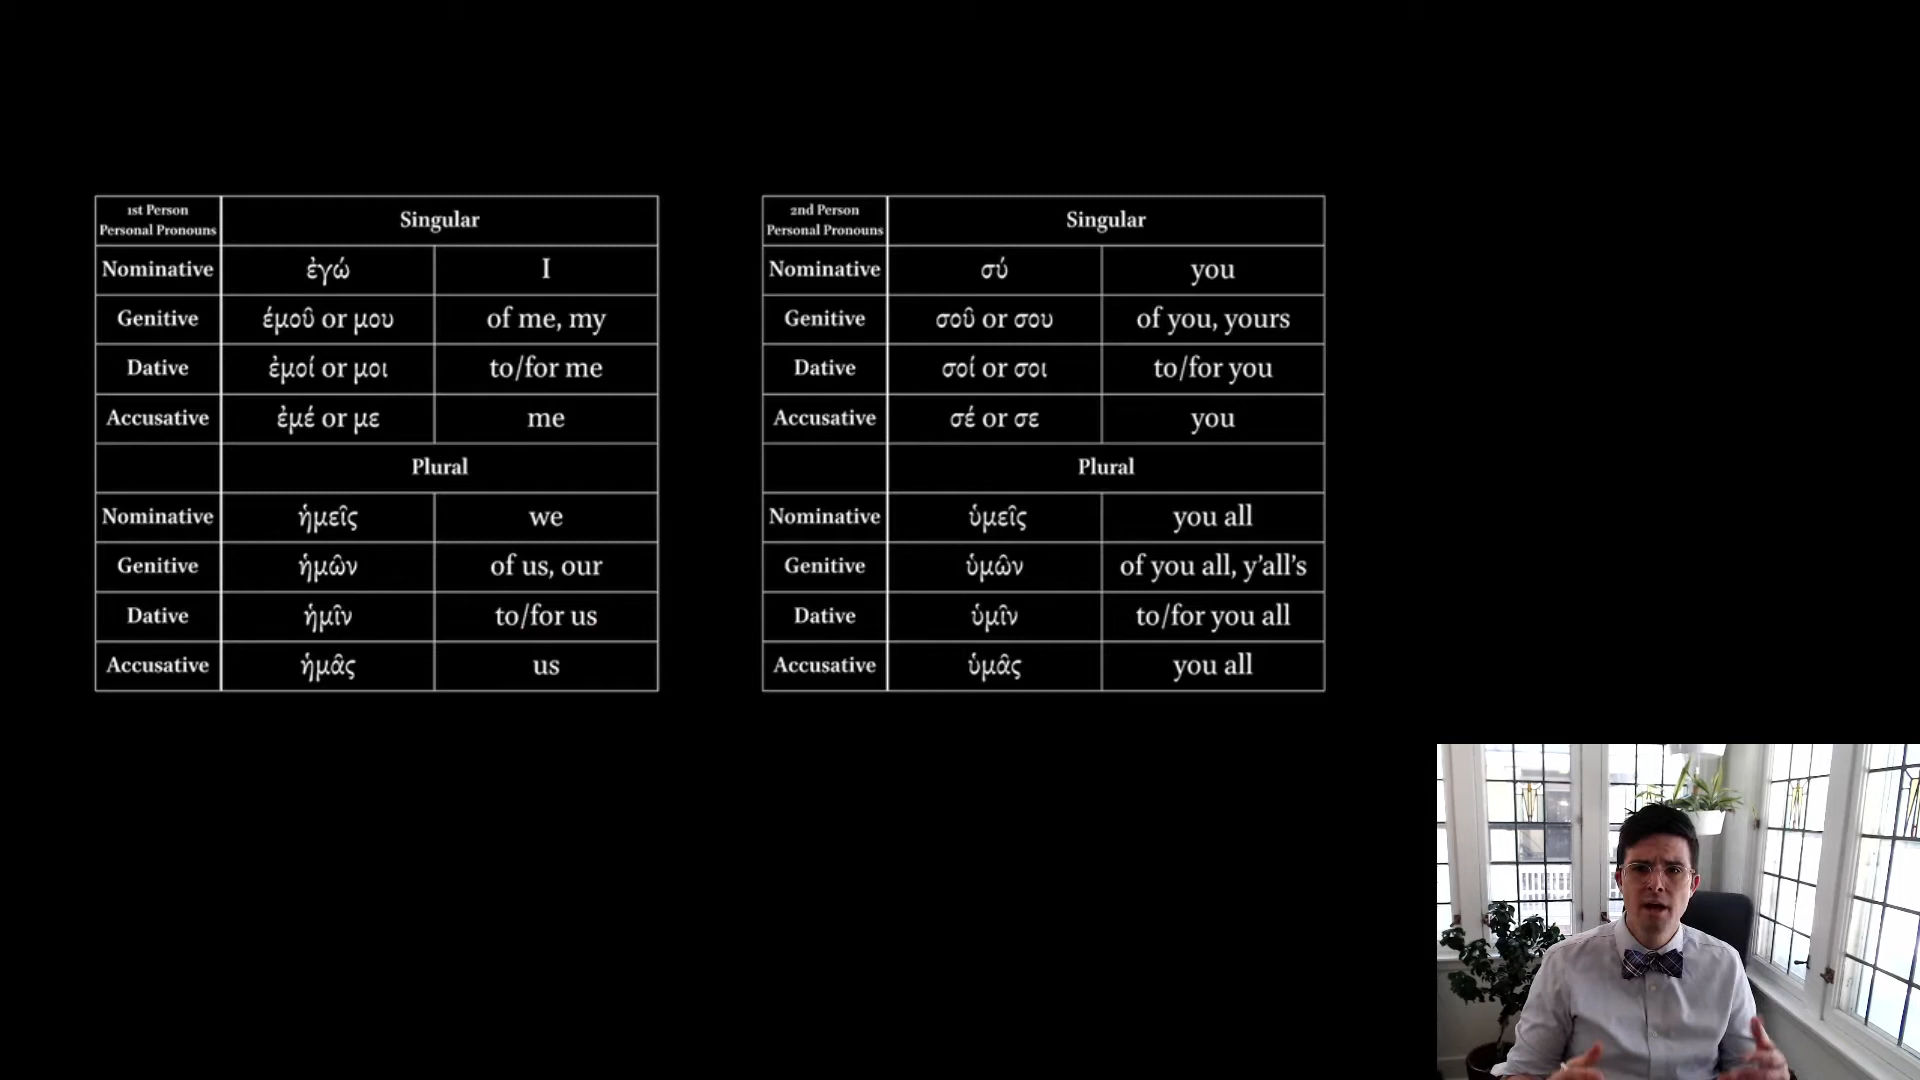 1st Person
Personal Pronouns
Singular
Nominative ἐγώ I
Genitive έμοῦ or μου of me, my
Dative ἐμοί or μοι to/for me
Accusative ἐμέ or με me
Plural
Nominative ἡμεῖς we
Genitive ἡμῶν of us, our
Dative ἡμῖν to/for us
Accusative ἡμᾶς us
2nd Person
Personal Pronouns
Singular
Nominative σύ you
Genitive σοῦ or σου of you, yours
Dative σοί or σοι to/for you
Accusative σέ or σε you
Plural
Nominative ὑμεῖς you all
Genitive ὑμῶν of you all, y’all’s
Dative ὑμῖν to/for you all
Accusative ὑμᾶς you all